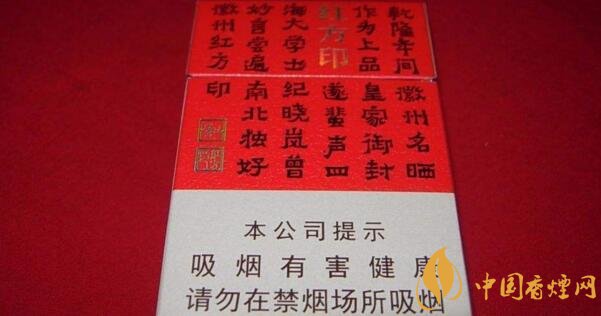 乾隆年间徽州名晒
作为上品皇家御封
红方印
遂蜚声四
海大学士纪晓岚曾
妙言尝遍南北独好
徽州红方印
本公司提示
吸烟有害健康
请勿在禁烟场所吸烟
中国香烟网